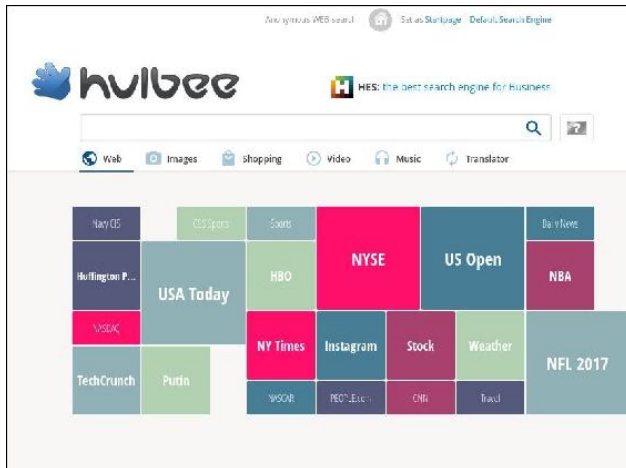 Anonymous WEB search Set as Startpage Default Search Engine
hulbee
HES: the best search engine for Business
Web Images Shopping Video Music Translator
Navy CIS CBS Sports Sports NYSE US Open Daily News
Huffington P... USA Today HBO NBA
NASDAQ NY Times Instagram Stock Weather NFL 2017
TechCrunch Putin NASCAR PEOPLE.com CNN Travel